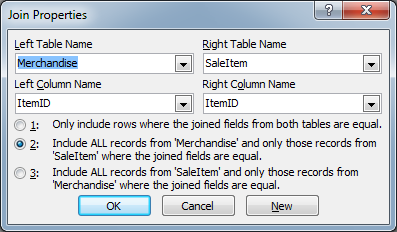 Join Properties
Left Table Name Right Table Name
Merchandise SaleItem
Left Column Name Right Column Name
ItemID ItemID
1: Only include rows where the joined fields from both tables are equal.
2: Include ALL records from 'Merchandise' and only those records from
'SaleItem' where the joined fields are equal.
3: Include ALL records from 'SaleItem' and only those records from
'Merchandise' where the joined fields are equal.
OK Cancel New